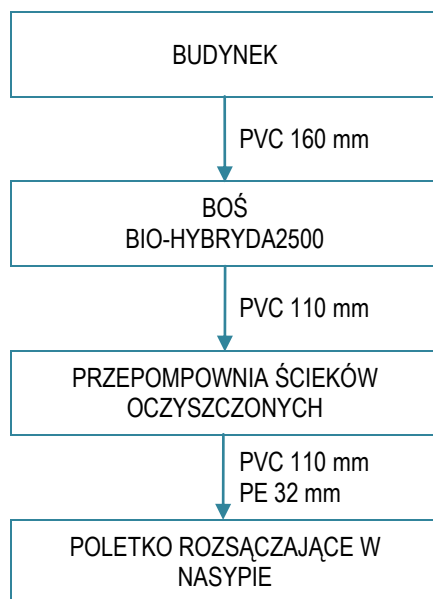 BUDYNEK
PVC 160 mm
BOŚ
BIO-HYBRYDA2500
PVC 110 mm
PRZEPOMPOWNIA ŚCIEKÓW
OCZYSZCZONYCH
PVC 110 mm
PE 32 mm
POLETKO ROZSĄCZAJĄCE W
NASYPIE